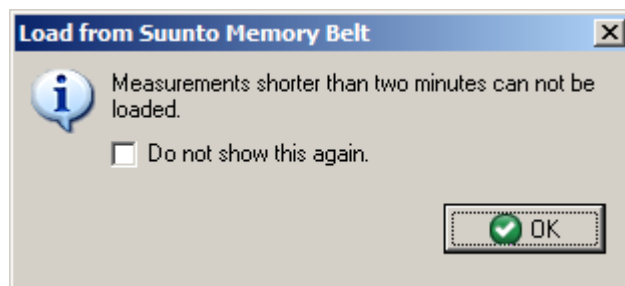 Load from Suunto Memory Belt
Measurements shorter than two minutes can not be
loaded.
Do not show this again.
OK